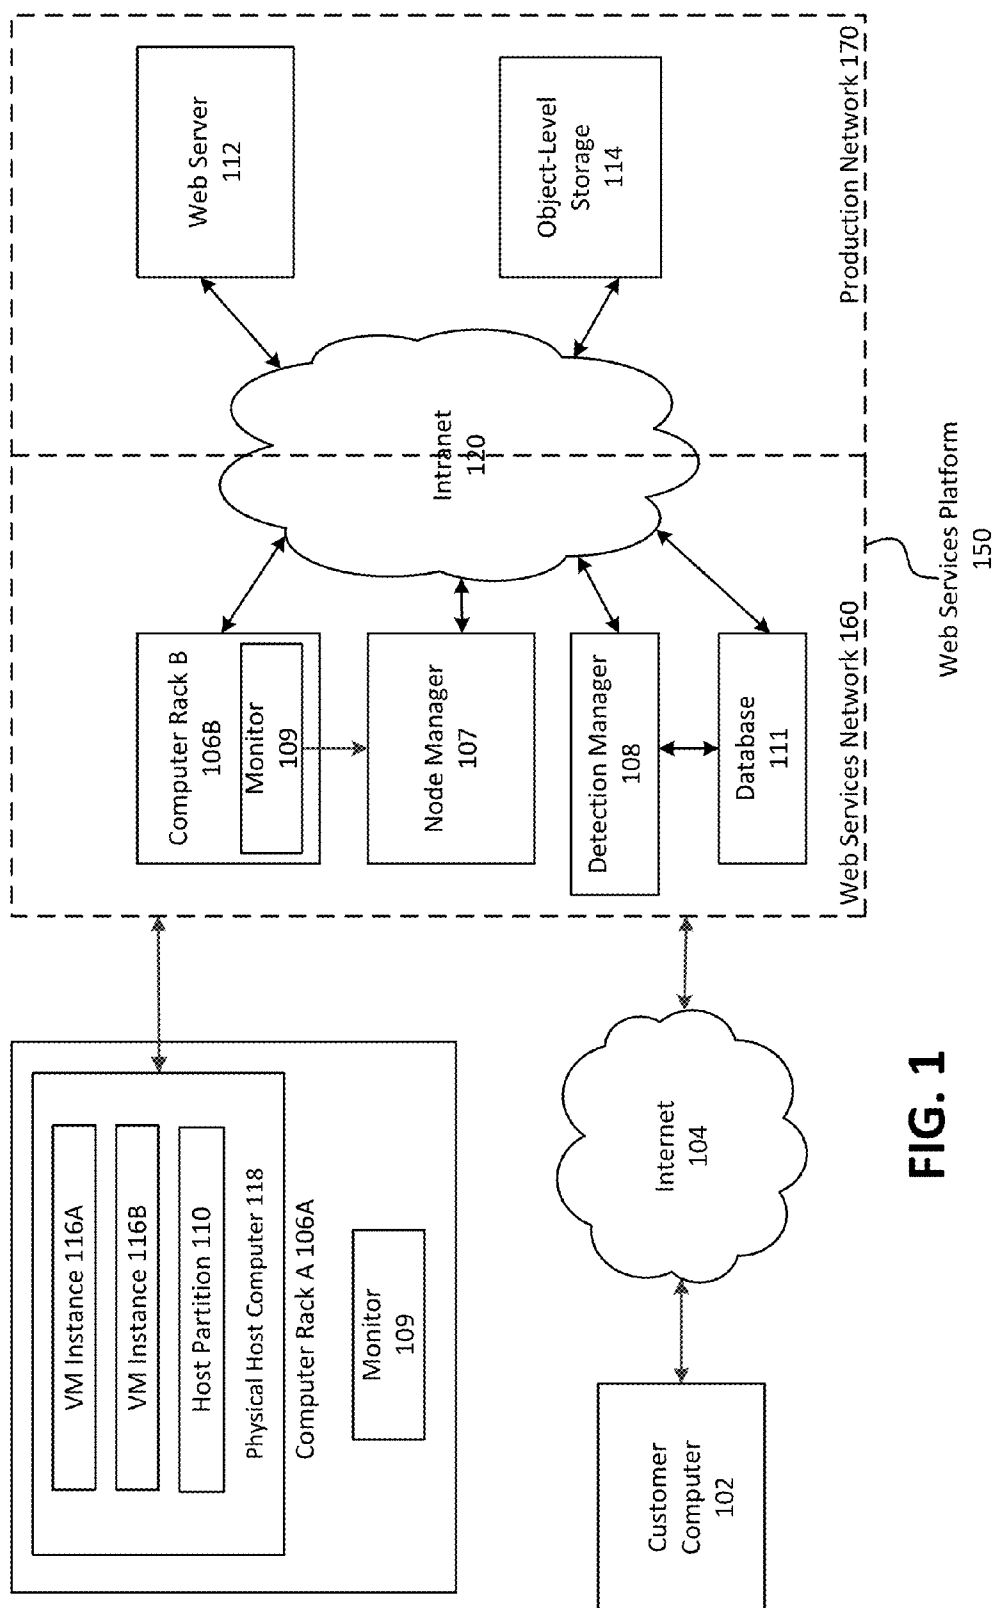 VM Instance 116A
VM Instance 116B
Host Partition 110
Physical Host Computer 118
Computer Rack A 106A
Monitor
109
Customer
Computer
102
Internet
104
Computer Rack B
106B
Monitor
109
Node Manager
107
Detection Manager
108
Database
111
Web Services Network 160
Intranet
120
Web Server
112
Object-Level
Storage
114
Production Network 170
Web Services Platform
150
FIG. 1